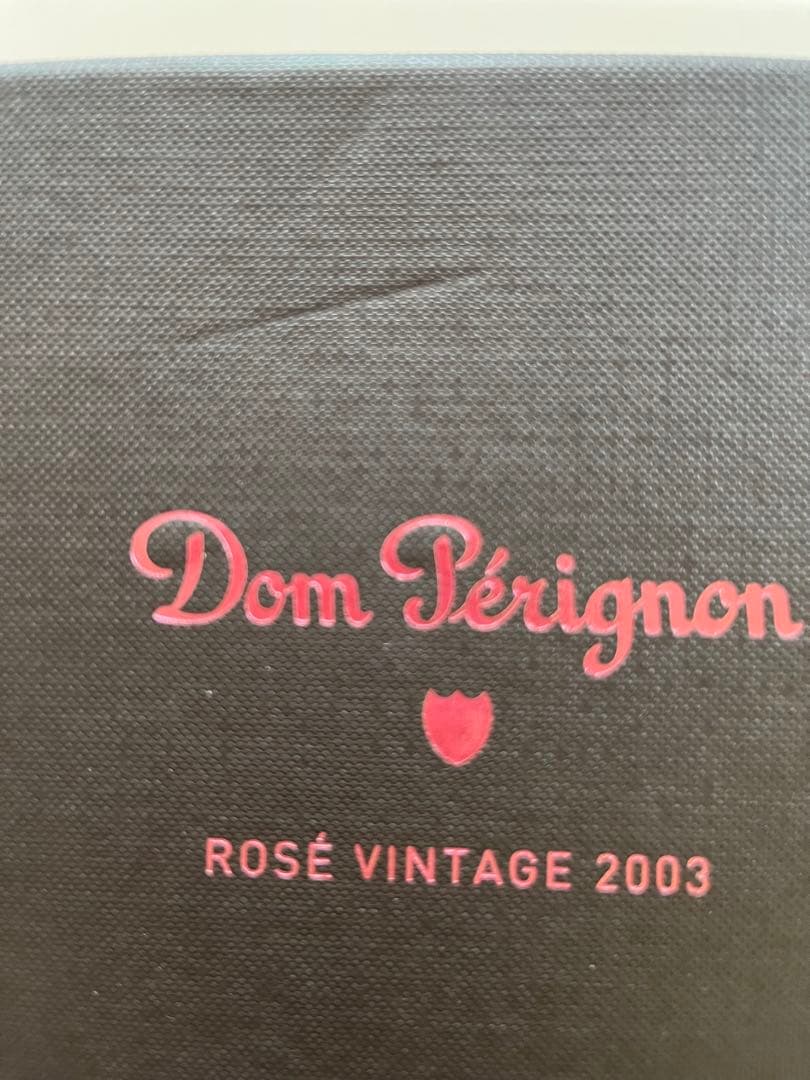 Dom Pérignon
ROSÉ VINTAGE 2003